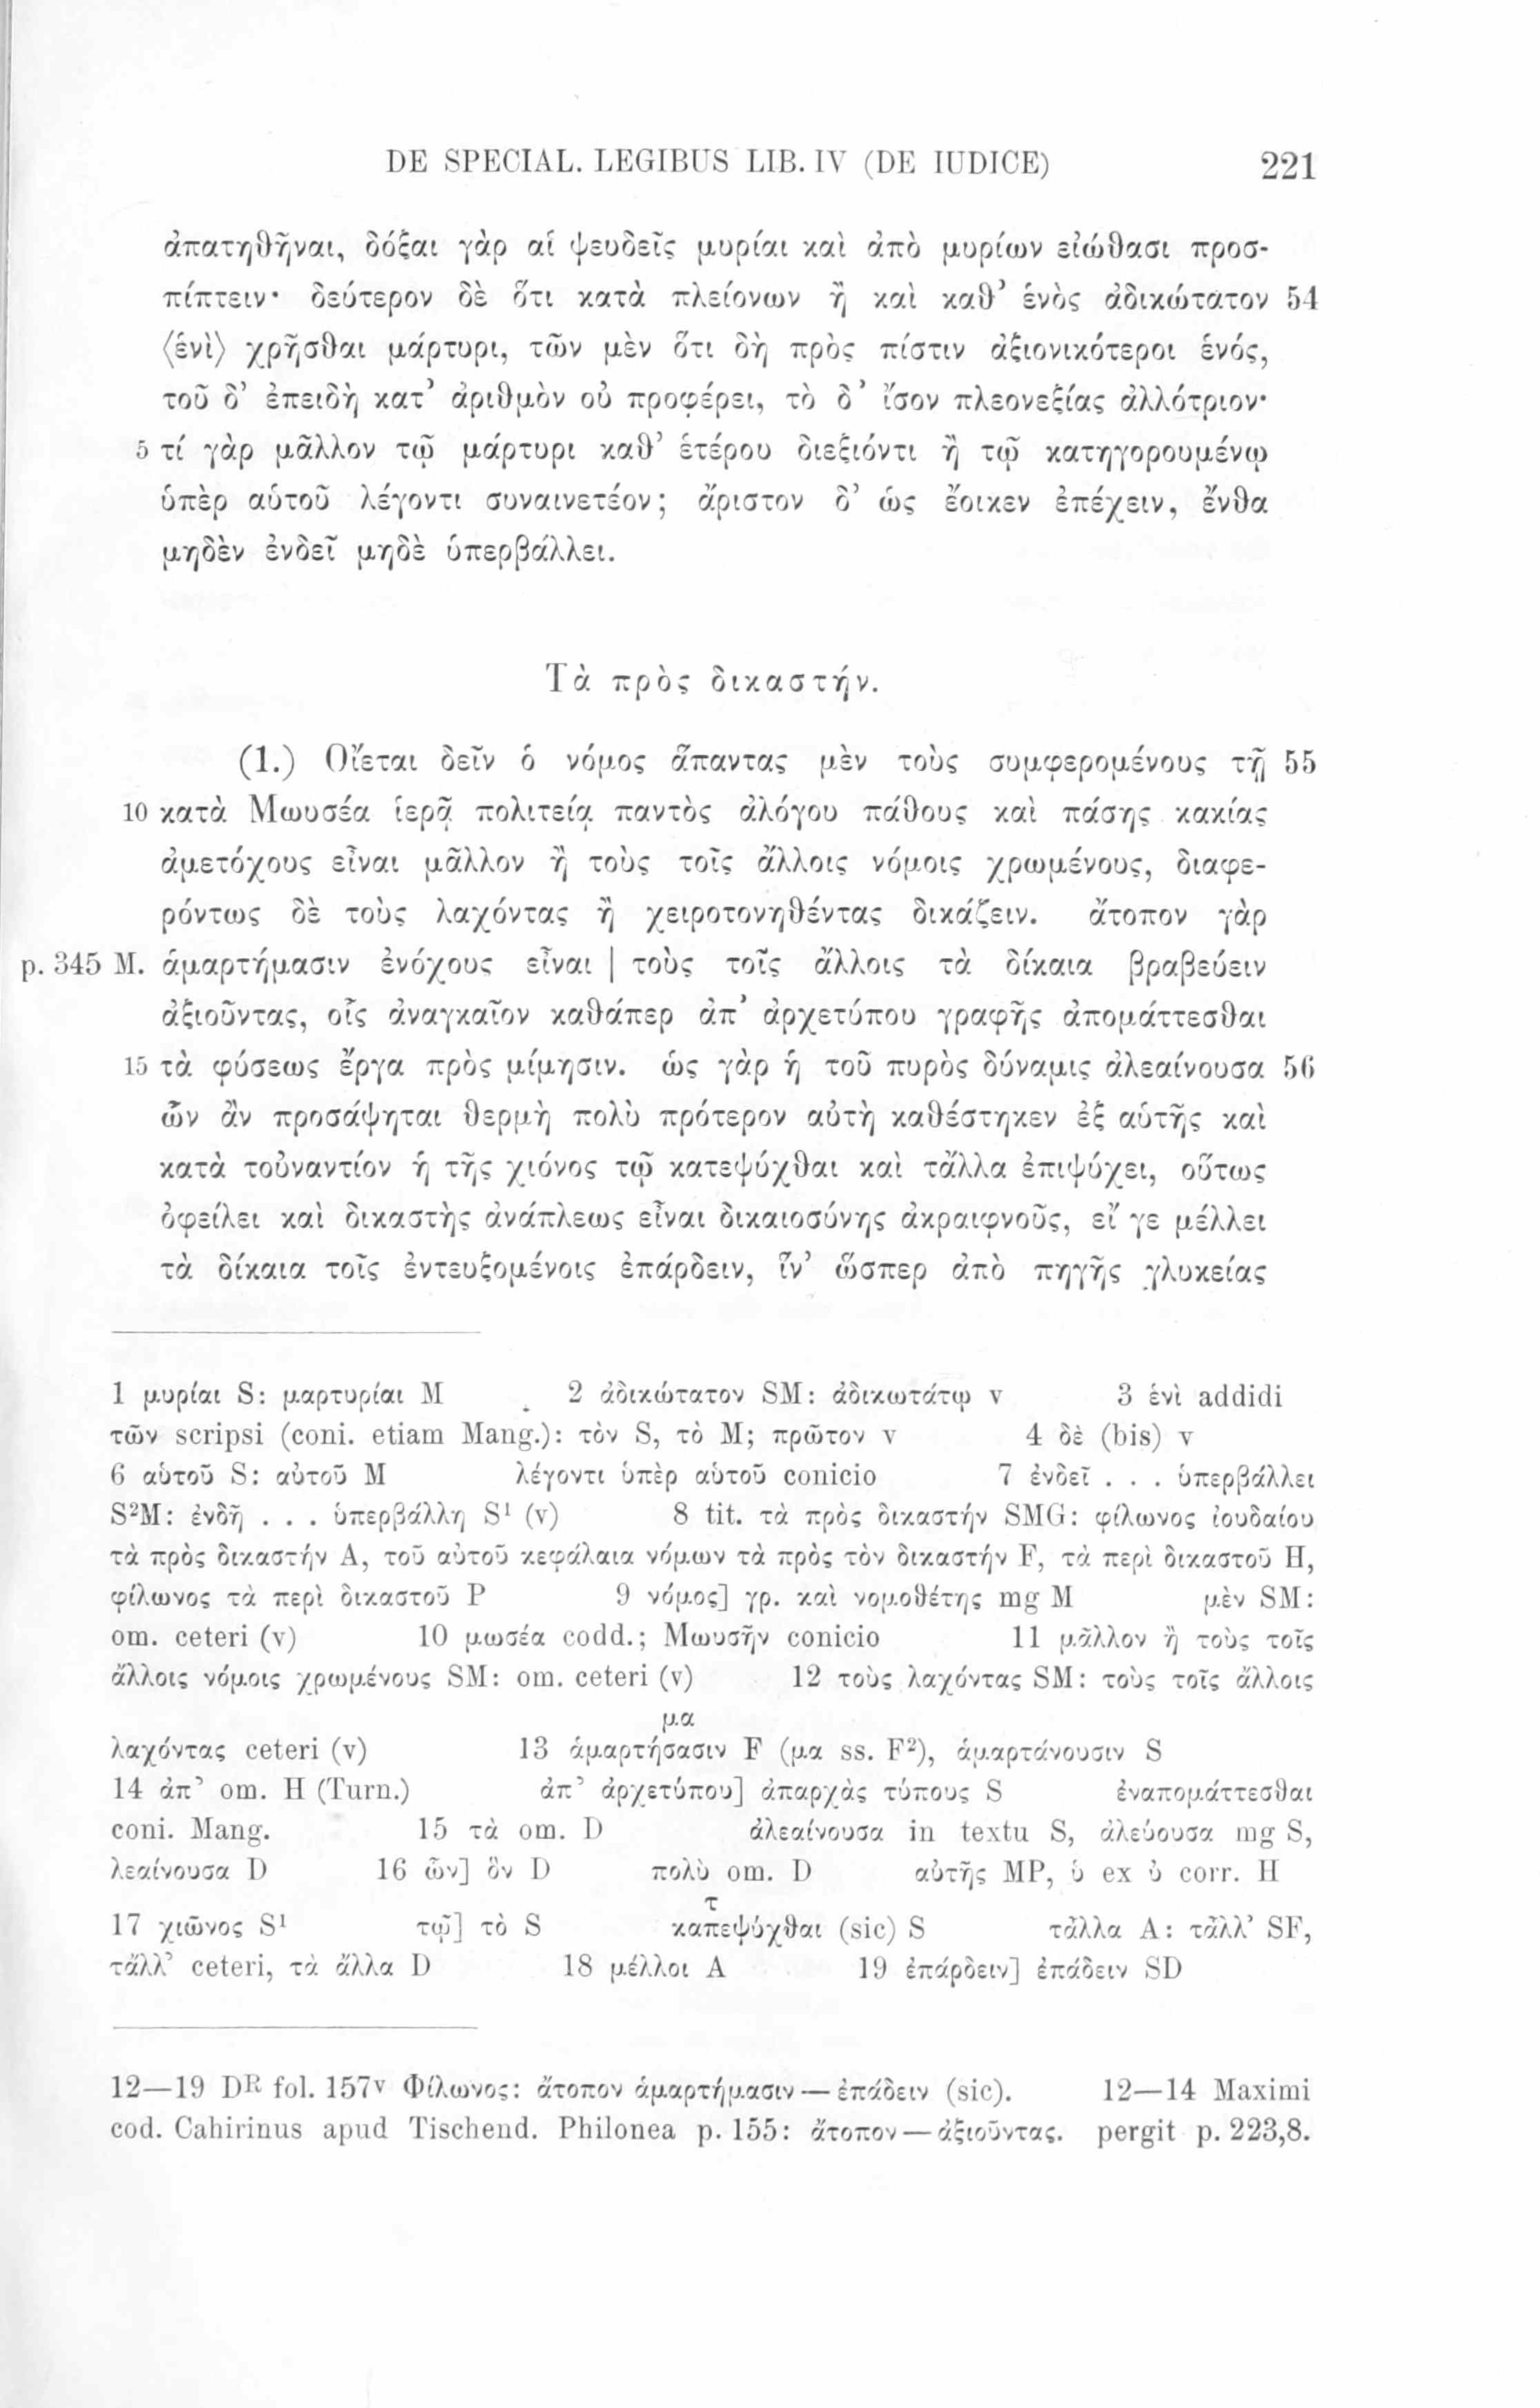 DE SPECIAL. LEGIBUS LIB. IV (DE IUDICE) 221
ἀπατηθῆναι, δόξαι γὰρ αἱ ψευδεῖς μυρίαι καὶ ἀπὸ μυρίων εἰώθασι προσ-
πίπτειν· δεύτερον δὲ ὅτι κατὰ πλείονων ἢ καὶ καθ’ ἑνὸς ἀδικώτατον 54
⟨ἑνὶ⟩ χρῆσθαι μάρτυρι, τῶν μὲν ὅτι δὴ πρὸς πίστιν ἀξιονικότεροι ἑνός,
τοῦ δ’ ἐπειδὴ κατ’ ἀριθμὸν οὐ προφέρει, τὸ δ’ ἴσον πλεονεξίας ἀλλότριον·
5 τί γὰρ μᾶλλον τῷ μάρτυρι καθ’ ἑτέρου διεξιόντι ἢ τῷ κατηγορουμένῳ
ὑπὲρ αὑτοῦ λέγοντι συναινετέον; ἄριστον δ’ ὡς ἔοικεν ἐπέχειν, ἔνθα
μηδὲν ἐνδεῖ μηδὲ ὑπερβάλλει.
Τὰ πρὸς δικαστήν.
(1.) Οἴεται δεῖν ὁ νόμος ἅπαντας μὲν τοὺς συμφερομένους τῇ 55
10 κατὰ Μωυσέα ἱερᾷ πολιτείᾳ παντὸς ἀλόγου πάθους καὶ πάσης κακίας
ἀμετόχους εἶναι μᾶλλον ἢ τοὺς τοῖς ἄλλοις νόμοις χρωμένους, διαφε-
ρόντως δὲ τοὺς λαχόντας ἢ χειροτονηθέντας δικάζειν. ἄτοπον γὰρ
p. 345 M. ἁμαρτήμασιν ἐνόχους εἶναι | τοὺς τοῖς ἄλλοις τὰ δίκαια βραβεύειν
ἀξιοῦντας, οἷς ἀναγκαῖον καθάπερ ἀπ’ ἀρχετύπου γραφῆς ἀπομάττεσθαι
15 τὰ φύσεως ἔργα πρὸς μίμησιν. ὡς γὰρ ἡ τοῦ πυρὸς δύναμις ἀλεαίνουσα 56
ὧν ἂν προσάψηται θερμὴ πολὺ πρότερον αὐτὴ καθέστηκεν ἐξ αὑτῆς καὶ
κατὰ τοὐναντίον ἡ τῆς χιόνος τῷ κατεψύχθαι καὶ τἄλλα ἐπιψύχει, οὕτως
ὀφείλει καὶ δικαστὴς ἀνάπλεως εἶναι δικαιοσύνης ἀκραιφνοῦς, εἴ γε μέλλει
τὰ δίκαια τοῖς ἐντευξομένοις ἐπάρδειν, ἵν’ ὥσπερ ἀπὸ πηγῆς γλυκείας
1 μυρίαι S: μαρτυρίαι M 2 ἀδικώτατον SM: ἀδικωτάτῳ v 3 ἑνὶ addidi
τῶν scripsi (coni. etiam Mang.): τὸν S, τὸ M; πρῶτον v 4 δὲ (bis) v
6 αὑτοῦ S: αὐτοῦ M λέγοντι ὑπὲρ αὑτοῦ conicio 7 ἐνδεῖ . . . ὑπερβάλλει
S²M: ἐνδῆ . . . ὑπερβάλλη S¹ (v) 8 tit. τὰ πρὸς δικαστήν SMG: φίλωνος ἰουδαίου
τὰ πρὸς δικαστήν A, τοῦ αὐτοῦ κεφάλαια νόμων τὰ πρὸς τὸν δικαστήν F, τὰ περὶ δικαστοῦ H,
φίλωνος τὰ περὶ δικαστοῦ P 9 νόμος] γρ. καὶ νομοθέτης mg M μὲν SM:
om. ceteri (v) 10 μωσέα codd.; Μωυσῆν conicio 11 μᾶλλον ἢ τοὺς τοῖς
ἄλλοις νόμοις χρωμένους SM: om. ceteri (v) 12 τοὺς λαχόντας SM: τοὺς τοῖς ἄλλοις
μα
λαχόντας ceteri (v) 13 ἁμαρτήσασιν F (μα ss. F²), ἁμαρτάνουσιν S
14 ἀπ’ om. H (Turn.) ἀπ’ ἀρχετύπου] ἀπαρχὰς τύπους S ἐναπομάττεσθαι
coni. Mang. 15 τὰ om. D ἀλεαίνουσα in textu S, ἀλεύουσα mg S,
λεαίνουσα D 16 ὧν] ὃν D πολὺ om. D αὐτῆς MP, ὑ ex ὐ corr. H
τ
17 χιῶνος S¹ τῷ] τὸ S καπεψύχθαι (sic) S τἆλλα A: τἆλλ’ SF,
τἄλλ’ ceteri, τὰ ἄλλα D 18 μέλλοι A 19 ἐπάρδειν] ἐπάδειν SD
12—19 Dᴿ fol. 157ᵛ Φίλωνος: ἄτοπον ἁμαρτήμασιν — ἐπάδειν (sic). 12—14 Maximi
cod. Cahirinus apud Tischend. Philonea p. 155: ἄτοπον — ἀξιοῦντας. pergit p. 223,8.